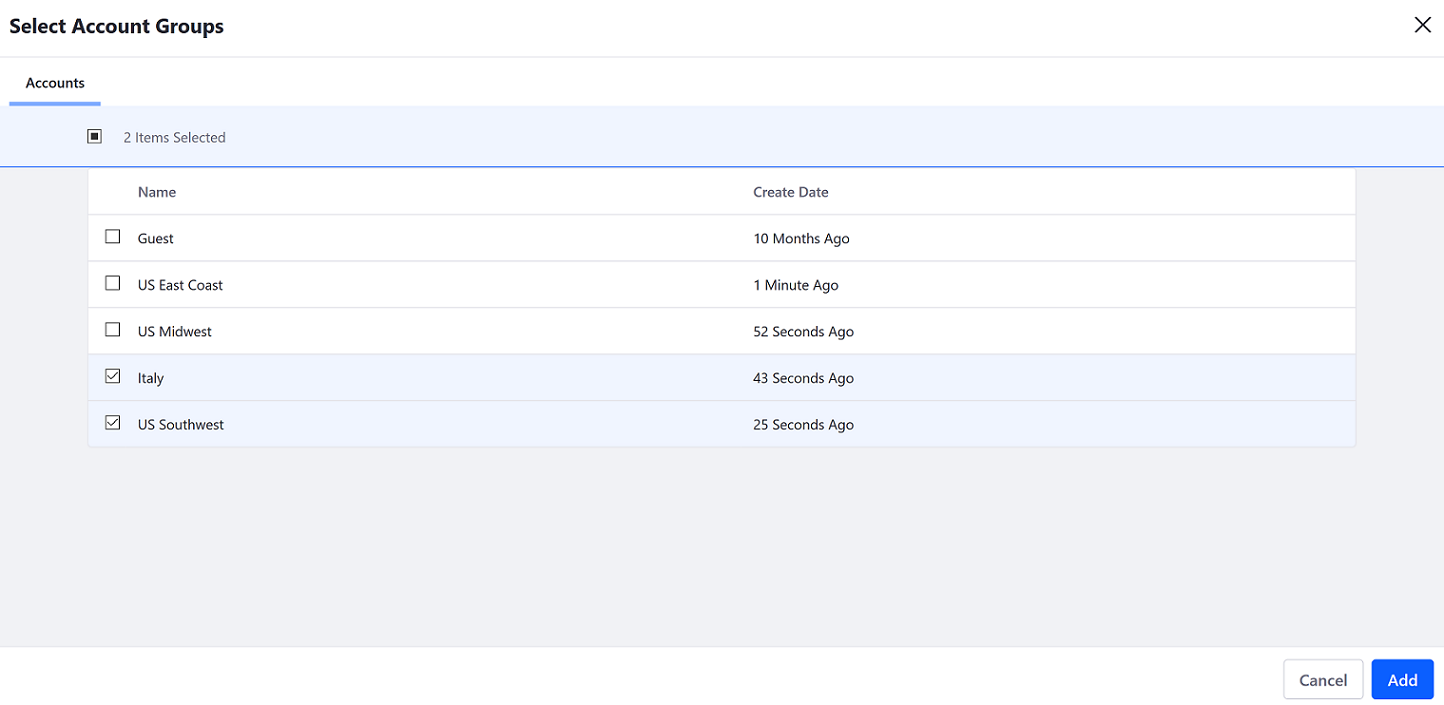 Select Account Groups
Accounts
2 Items Selected
Name Create Date
Guest 10 Months Ago
US East Coast 1 Minute Ago
US Midwest 52 Seconds Ago
Italy 43 Seconds Ago
US Southwest 25 Seconds Ago
Cancel Add